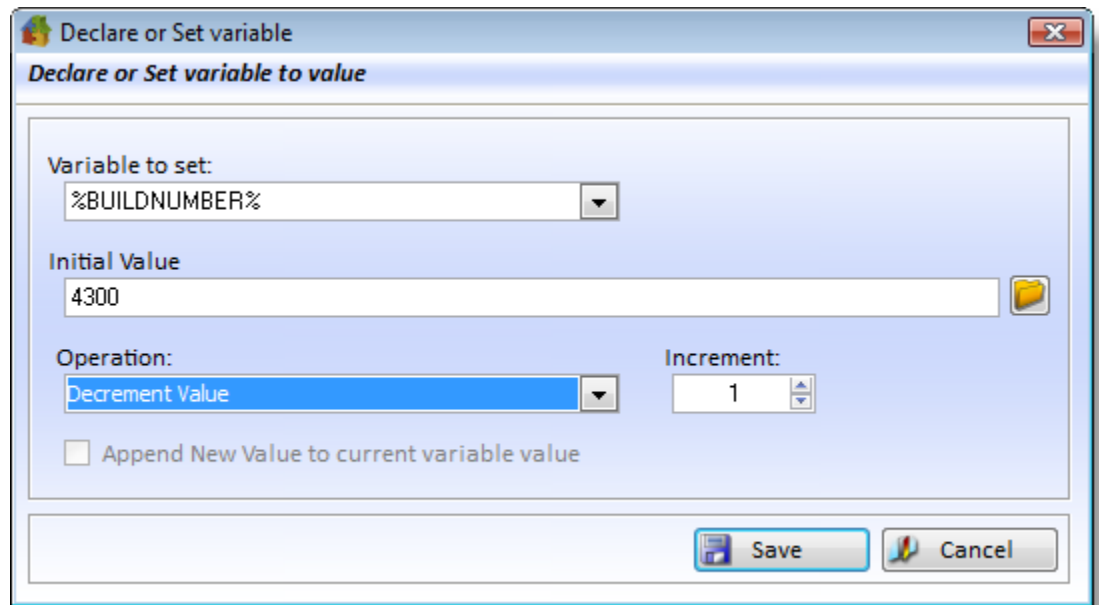 Declare or Set variable
Declare or Set variable to value
Variable to set:
%BUILDNUMBER%
Initial Value
4300
Operation: Increment:
Decrement Value 1
Append New Value to current variable value
Save Cancel